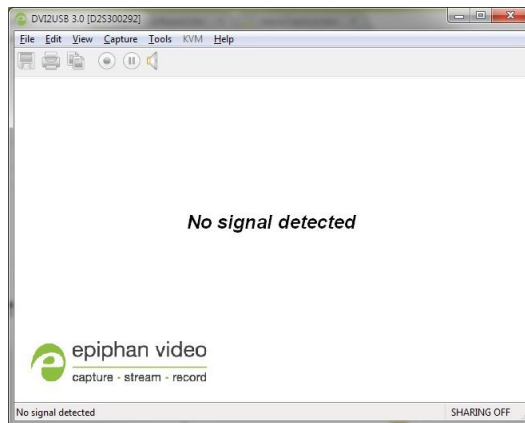 DVI2USB 3.0 [D2S300292]
File Edit View Capture Tools KVM Help
No signal detected
epiphan video
capture - stream - record
No signal detected SHARING OFF